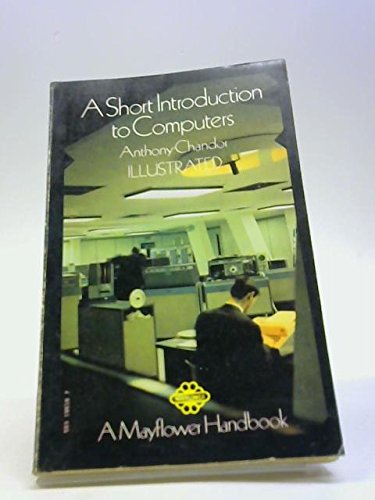 A Short Introduction
to Computers
Anthony Chandor
ILLUSTRATED
A Mayflower Handbook